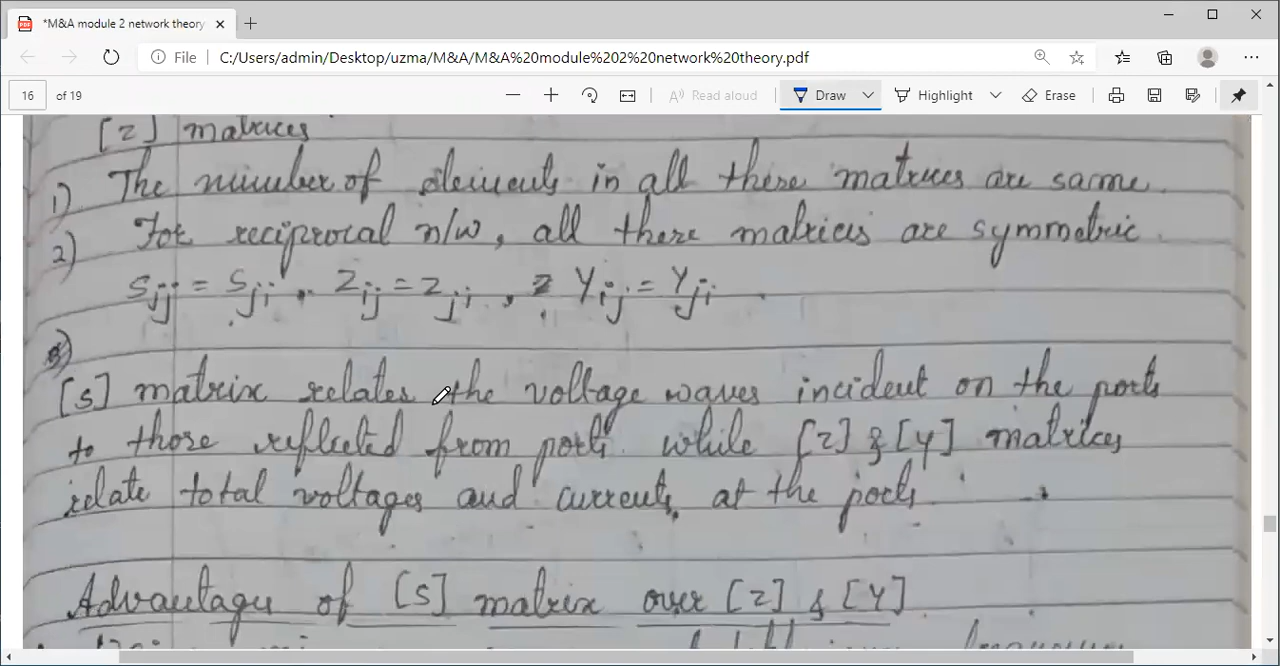 *M&A module 2 network theory
File C:/Users/admin/Desktop/uzma/M&A/M&A%20module%202%20network%20theory.pdf
16 of 19 Read aloud Draw Highlight Erase
[Z] matrices
1) The number of elements in all these matrices are same.
2) For reciprocal n/w, all these matrices are symmetric.
Sij = Sji, Zij = Zji, Yij = Yji
3)
[S] matrix relates the voltage waves incident on the ports
to those reflected from ports while [Z] & [Y] matrices
relate total voltages and currents at the ports.
Advantages of [S] matrix over [Z] & [Y]